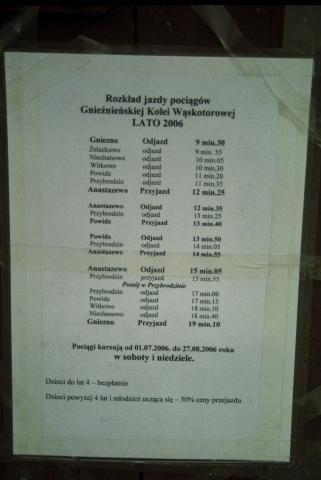 Rozkład jazdy pociągów
Gnieźnieńskiej Kolei Wąskotorowej
LATO 2006
Gniezno Odjazd 9 min.30
Żelazkowo odjazd 9 min. 55
Niechanowo odjazd 10 min.05
Witkowo odjazd 10 min.30
Powidz odjazd 11 min.20
Przybrodzin odjazd 11 min.35
Anastazewo Przyjazd 12 min.25
Anastazewo Odjazd 12 min.35
Przybrodzin odjazd 13 min.25
Powidz Przyjazd 13 min.40
Powidz Odjazd 13 min.50
Przybrodzin odjazd 14 min.05
Anastazewo Przyjazd 14 min.55
Anastazewo Odjazd 15 min.05
Przybrodzin przyjazd 15 min.55
Postój w Przybrodzinie
Przybrodzin odjazd 17 min.00
Powidz odjazd 17 min.15
Witkowo odjazd 18 min.10
Niechanowo odjazd 18 min.40
Gniezno Przyjazd 19 min.10
Pociągi kursują od 01.07.2006. do 27.08.2006 roku
w soboty i niedziele.
Dzieci do lat 4 – bezpłatnie
Dzieci powyżej 4 lat i młodzież ucząca się – 50% ceny przejazdu